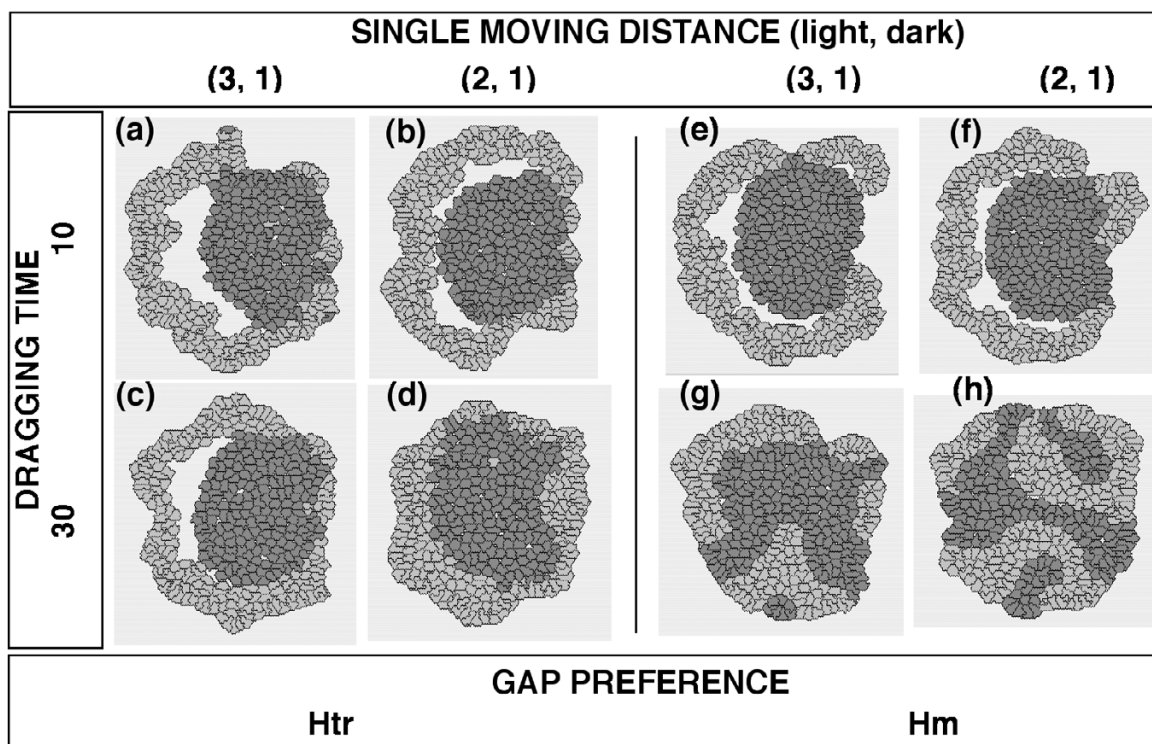 SINGLE MOVING DISTANCE (light, dark)
(3, 1) (2, 1) (3, 1) (2, 1)
DRAGGING TIME
10
30
(a)
(b)
(e)
(f)
(c)
(d)
(g)
(h)
GAP PREFERENCE
Htr Hm